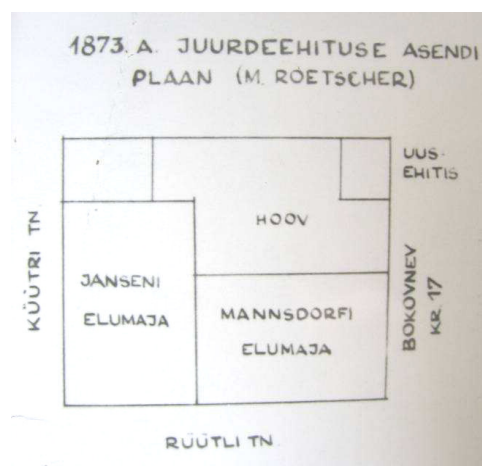 1873. A. JUURDEEHITUSE ASENDI
PLAAN (M. ROETSCHER)
UUS-
EHITIS
HOOV
KÜÜTRI TN.
JANSENI
ELUMAJA
MANNSDORFI
ELUMAJA
BOKOVNEV
KR. 17
RÜÜTLI TN.